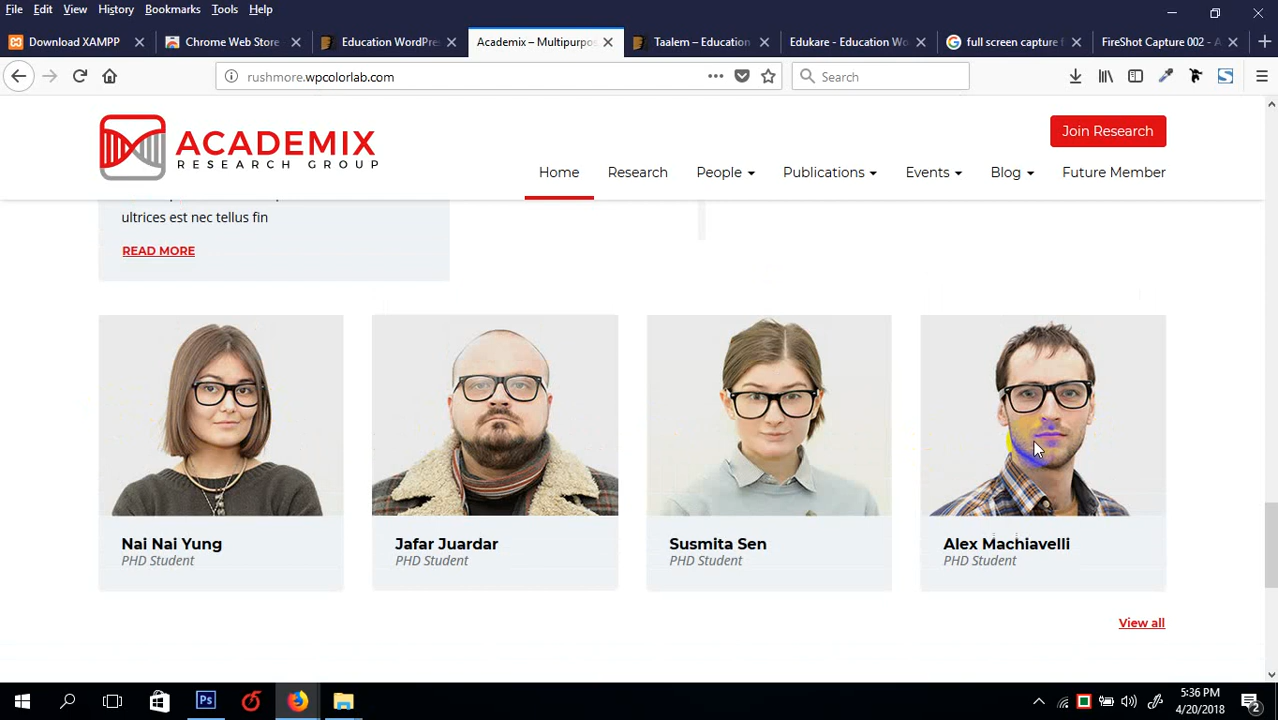 File Edit View History Bookmarks Tools Help
Download XAMPP
Chrome Web Store
Education WordPre
Academix – Multipurpos
Taalem – Education
Edukare - Education Wo
full screen capture f
FireShot Capture 002 - A
rushmore.wpcolorlab.com
Search
ACADEMIX
RESEARCH GROUP
Join Research
Home Research People Publications Events Blog Future Member
ultrices est nec tellus fin
READ MORE
Nai Nai Yung
PHD Student
Jafar Juardar
PHD Student
Susmita Sen
PHD Student
Alex Machiavelli
PHD Student
View all
Ps
5:36 PM
4/20/2018
2